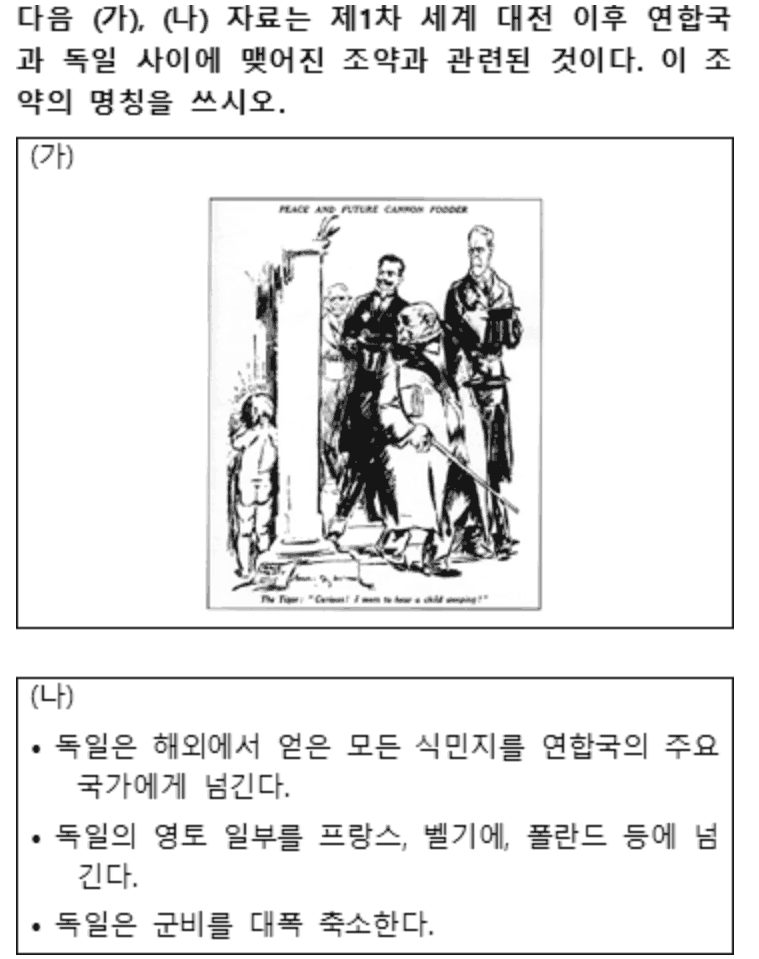 다음 (가), (나) 자료는 제1차 세계 대전 이후 연합국
과 독일 사이에 맺어진 조약과 관련된 것이다. 이 조
약의 명칭을 쓰시오.
(가)
PEACE AND FUTURE CANNON FODDER
The Tiger: "Curious! I seem to hear a child weeping!"
(나)
• 독일은 해외에서 얻은 모든 식민지를 연합국의 주요
국가에게 넘긴다.
• 독일의 영토 일부를 프랑스, 벨기에, 폴란드 등에 넘
긴다.
• 독일은 군비를 대폭 축소한다.